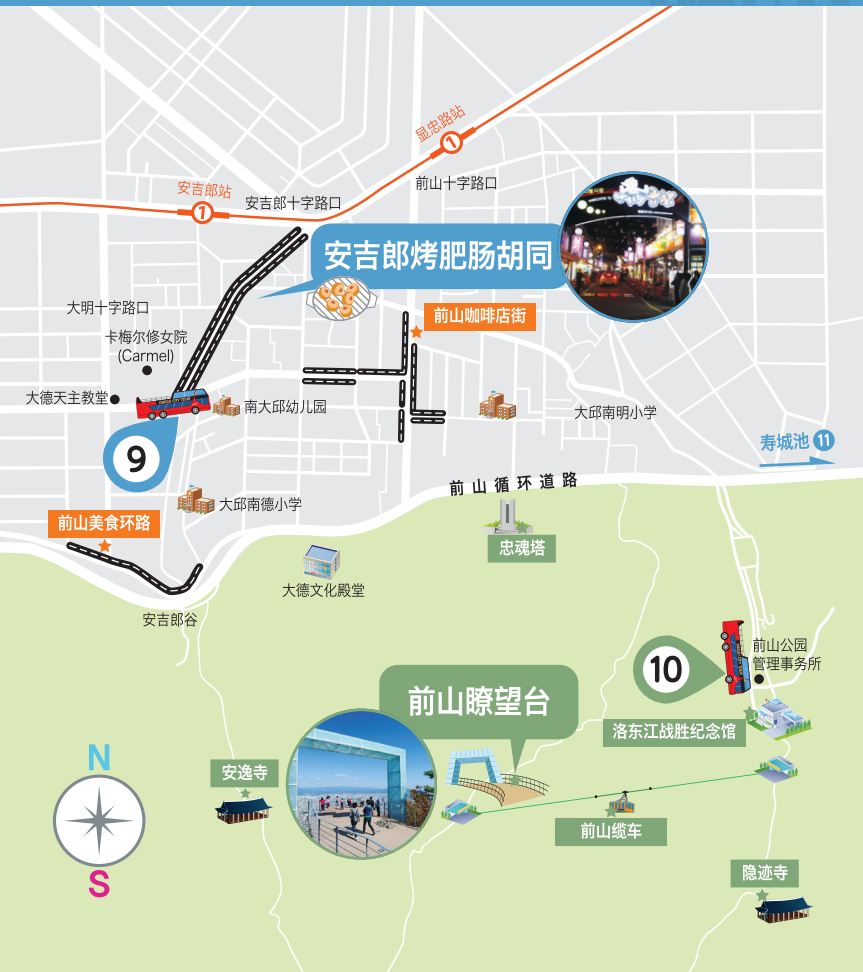 显忠路站
1
前山十字路口
安吉郎站
1
安吉郎十字路口
安吉郎烤肥肠胡同
大明十字路口
前山咖啡店街
卡梅尔修女院
(Carmel)
大德天主教堂
南大邱幼儿园
大邱南明小学
寿城池 11
9
前山循环道路
大邱南德小学
前山美食环路
忠魂塔
大德文化殿堂
安吉郎谷
前山公园
管理事务所
10
前山瞭望台
洛东江战胜纪念馆
N
安逸寺
前山缆车
S
隐迹寺